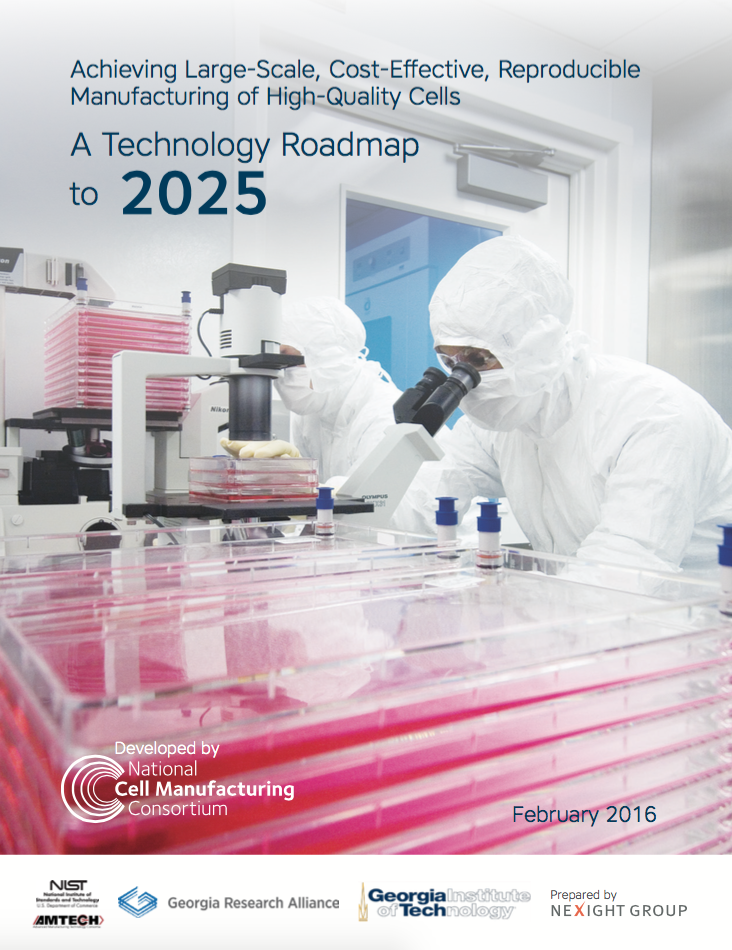 Achieving Large-Scale, Cost-Effective, Reproducible
Manufacturing of High-Quality Cells
A Technology Roadmap
to 2025
Nikon
OLYMPUS
Developed by
National
Cell Manufacturing
Consortium
February 2016
NIST
National Institute of
Standards and Technology
U.S. Department of Commerce
AMTECH
Georgia Research Alliance
Georgia Institute
of Technology
Prepared by
NEXIGHT GROUP